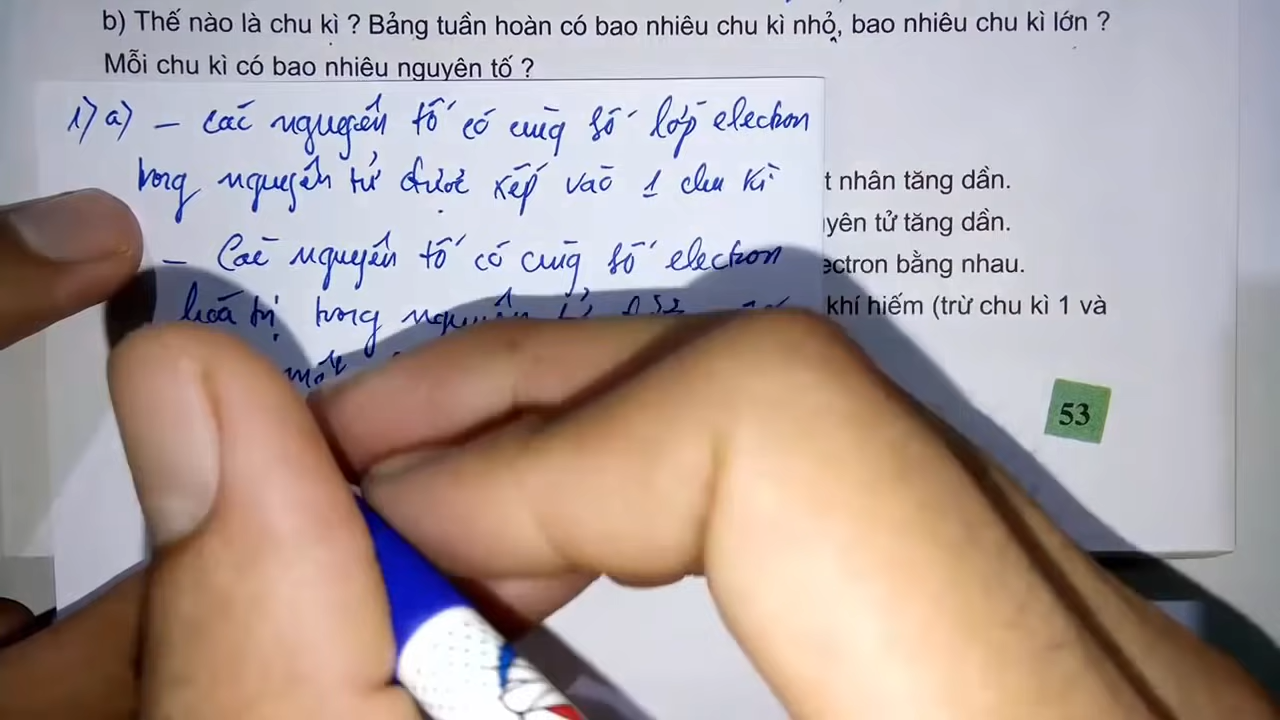 b) Thế nào là chu kì ? Bảng tuần hoàn có bao nhiêu chu kì nhỏ, bao nhiêu chu kì lớn ?
Mỗi chu kì có bao nhiêu nguyên tố ?
1) a) – Các nguyên tố có cùng số lớp electron
trong nguyên tử được xếp vào 1 chu kì
t nhân tăng dần.
yên tử tăng dần.
– Các nguyên tố có cùng số electron
ectron bằng nhau.
hoá trị trong nguyên tử
khí hiếm (trừ chu kì 1 và
một
53